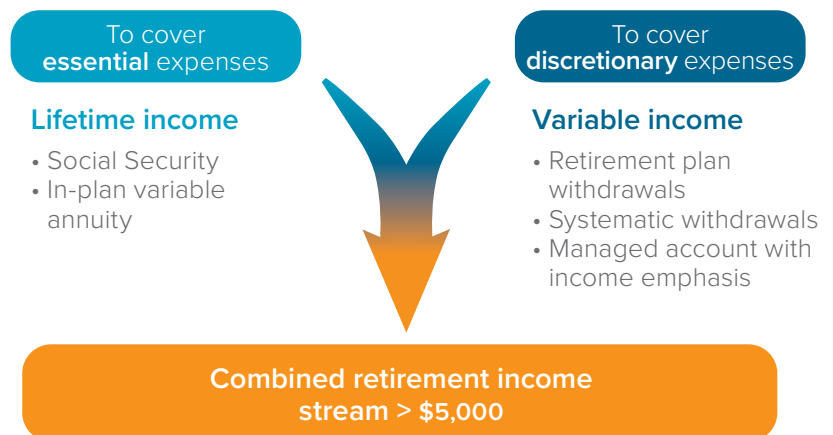 To cover
essential expenses
Lifetime income
• Social Security
• In-plan variable
annuity
To cover
discretionary expenses
Variable income
• Retirement plan
withdrawals
• Systematic withdrawals
• Managed account with
income emphasis
Combined retirement income
stream > $5,000